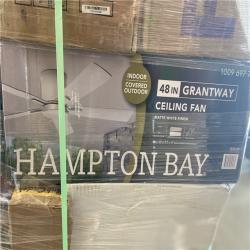 INDOOR
COVERED
OUTDOOR
1009 697
48 IN GRANTWAY
CEILING FAN
MATTE WHITE FINISH
HAMPTON BAY